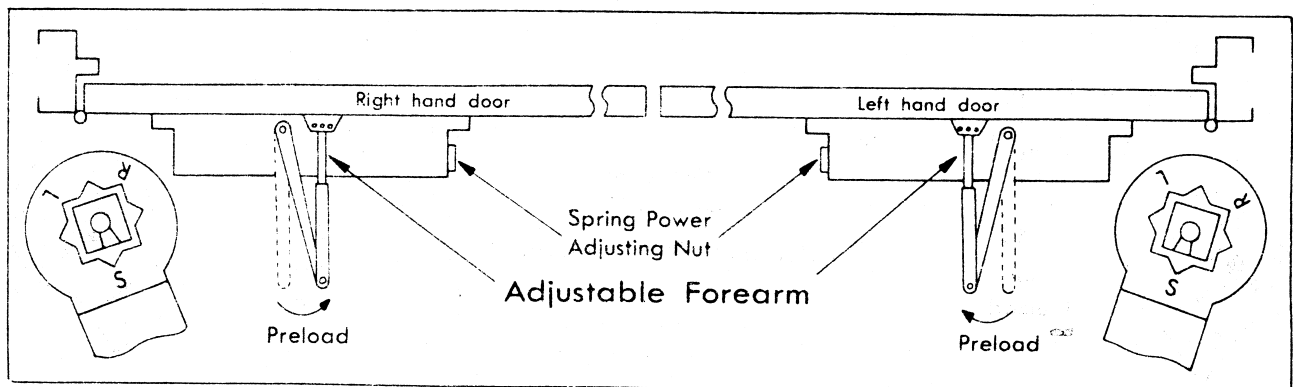 Right hand door
Left hand door
L
R
S
Spring Power
Adjusting Nut
Adjustable Forearm
Preload
L
R
S
Preload